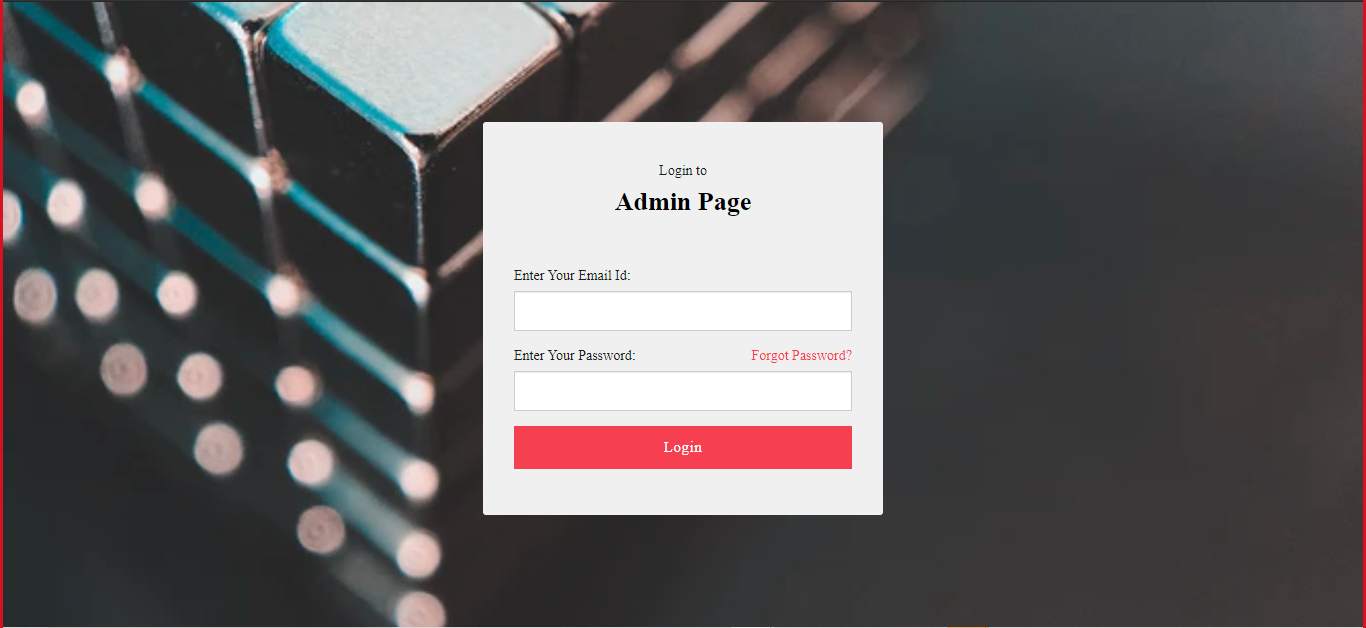 Login to
Admin Page
Enter Your Email Id:
Enter Your Password: Forgot Password?
Login